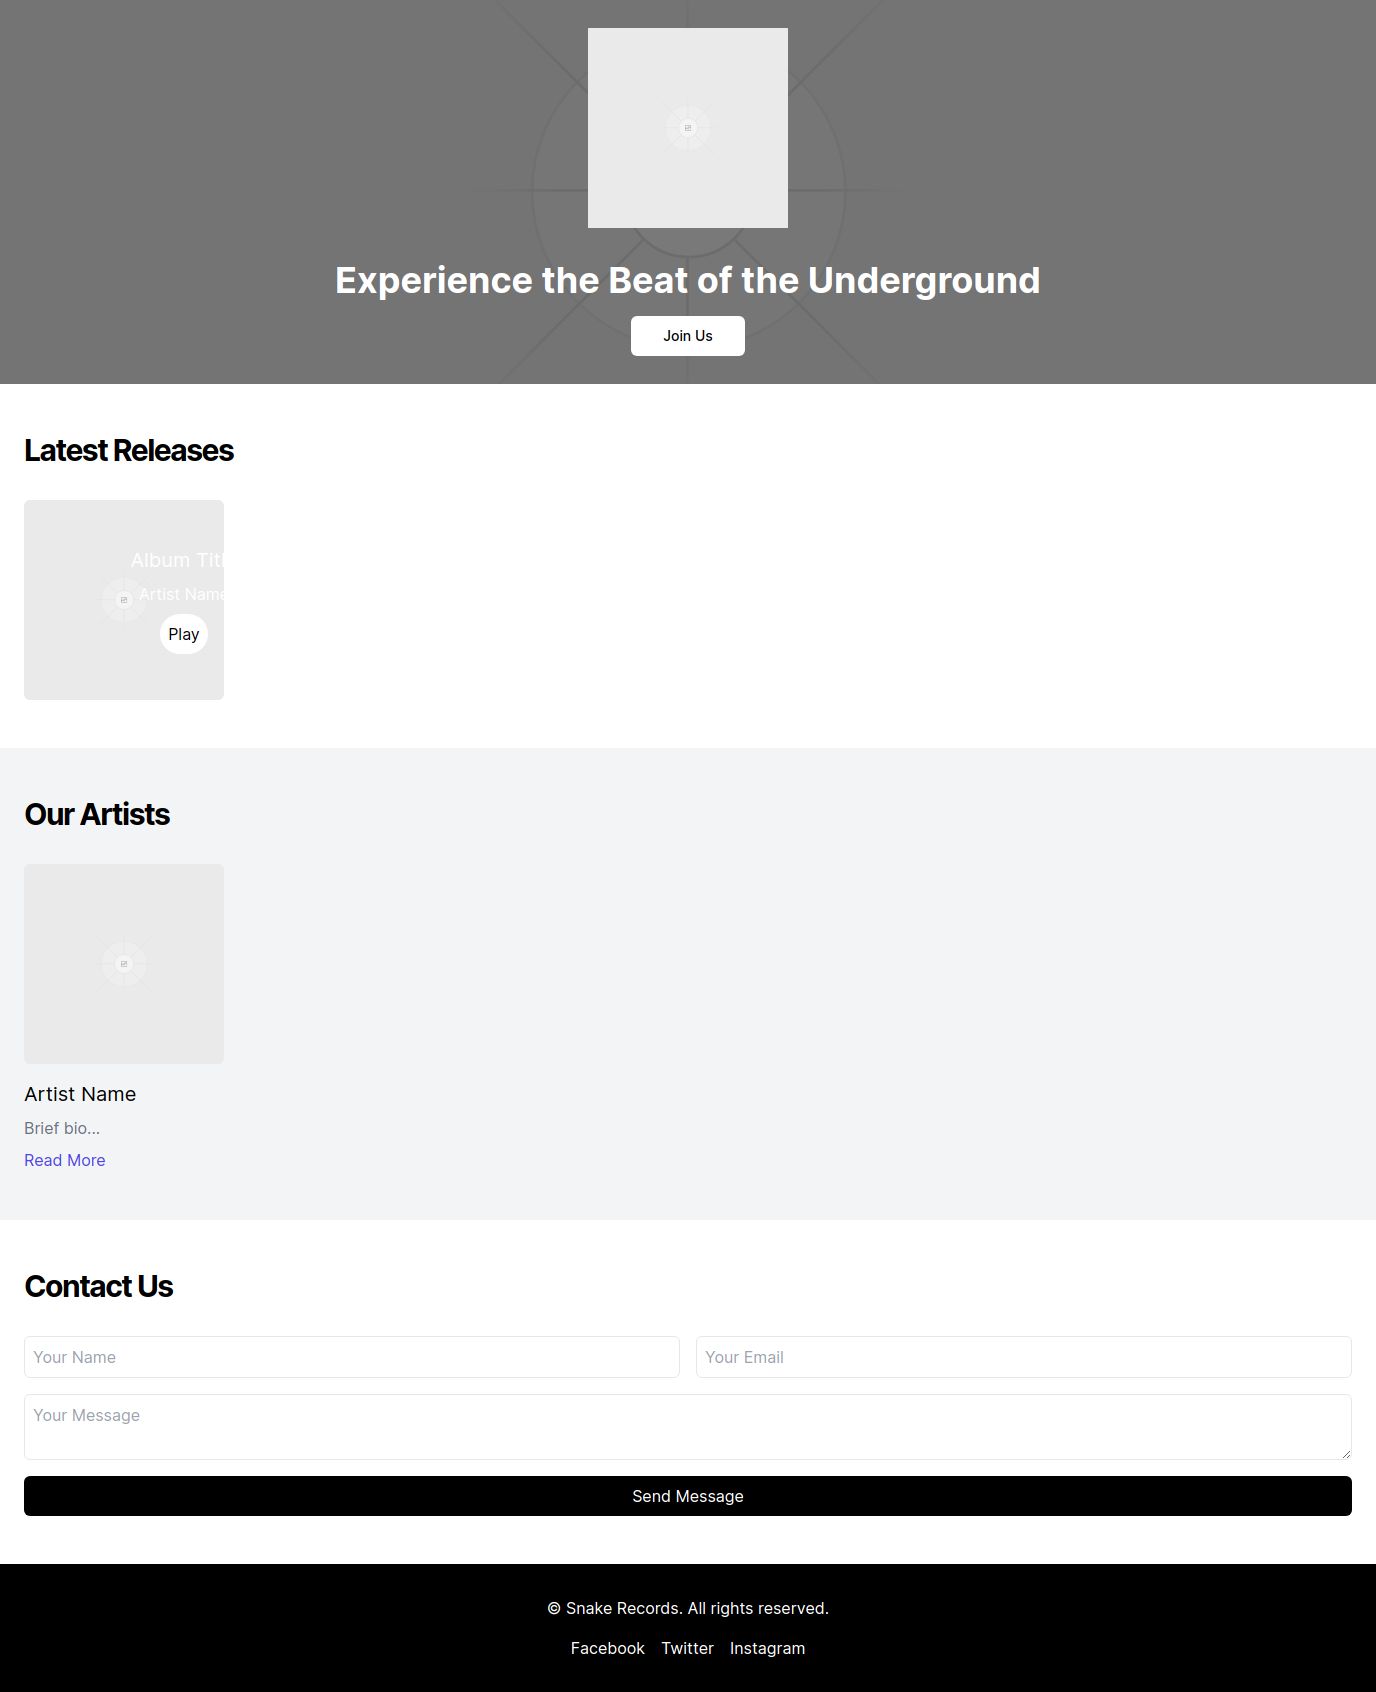 Experience the Beat of the Underground
Join Us
Latest Releases
Album Titl
Artist Name
Play
Our Artists
Artist Name
Brief bio...
Read More
Contact Us
Your Name
Your Email
Your Message
Send Message
© Snake Records. All rights reserved.
Facebook Twitter Instagram